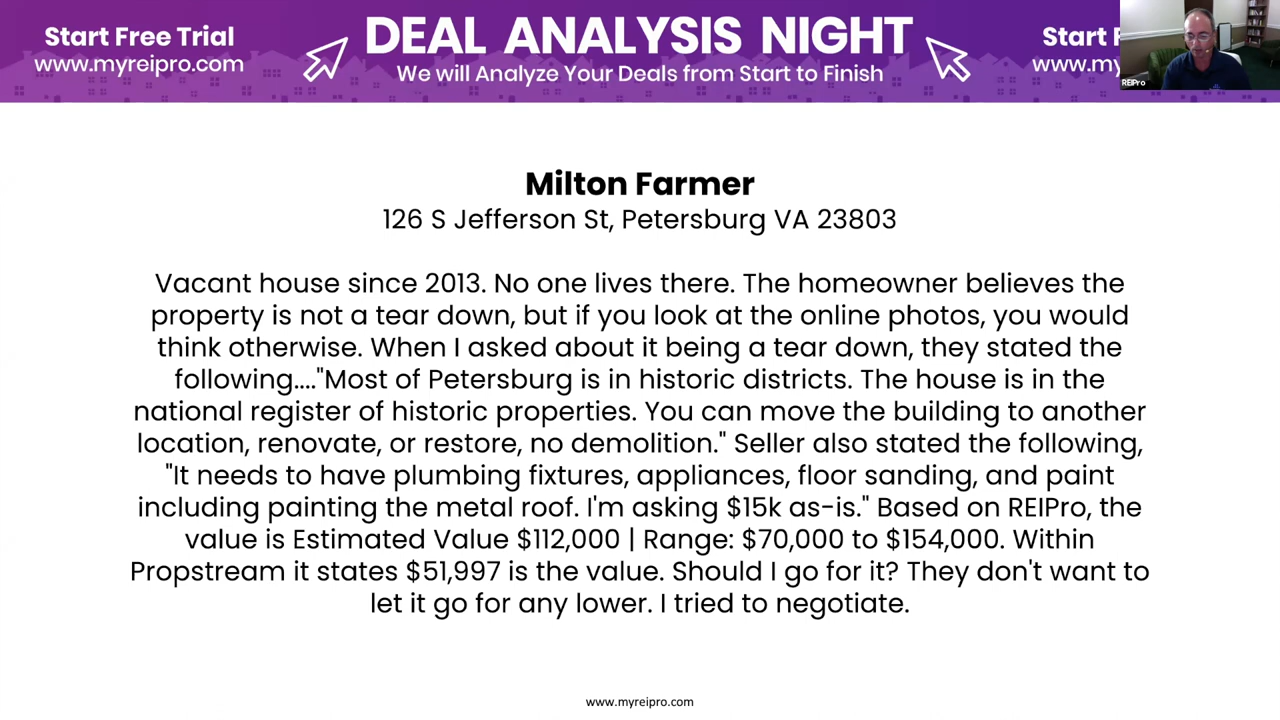 Start Free Trial
www.myreipro.com
DEAL ANALYSIS NIGHT
We will Analyze Your Deals from Start to Finish
Start F
www.my
REIPro
Milton Farmer
126 S Jefferson St, Petersburg VA 23803
Vacant house since 2013. No one lives there. The homeowner believes the
property is not a tear down, but if you look at the online photos, you would
think otherwise. When I asked about it being a tear down, they stated the
following...."Most of Petersburg is in historic districts. The house is in the
national register of historic properties. You can move the building to another
location, renovate, or restore, no demolition." Seller also stated the following,
"It needs to have plumbing fixtures, appliances, floor sanding, and paint
including painting the metal roof. I'm asking $15k as-is." Based on REIPro, the
value is Estimated Value $112,000 | Range: $70,000 to $154,000. Within
Propstream it states $51,997 is the value. Should I go for it? They don't want to
let it go for any lower. I tried to negotiate.
www.myreipro.com